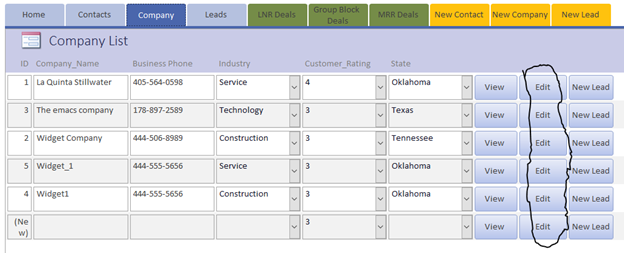 Home Contacts Company Leads LNR Deals Group Block Deals MRR Deals New Contact New Company New Lead
Company List
ID Company_Name Business Phone Industry Customer_Rating State
1 La Quinta Stillwater 405-564-0598 Service 4 Oklahoma View Edit New Lead
3 The emacs company 178-897-2589 Technology 3 Texas View Edit New Lead
2 Widget Company 444-506-8989 Construction 3 Tennessee View Edit New Lead
5 Widget_1 444-555-5656 Service 3 Oklahoma View Edit New Lead
4 Widget1 444-555-5656 Construction 3 Oklahoma View Edit New Lead
(New) 3 View Edit New Lead